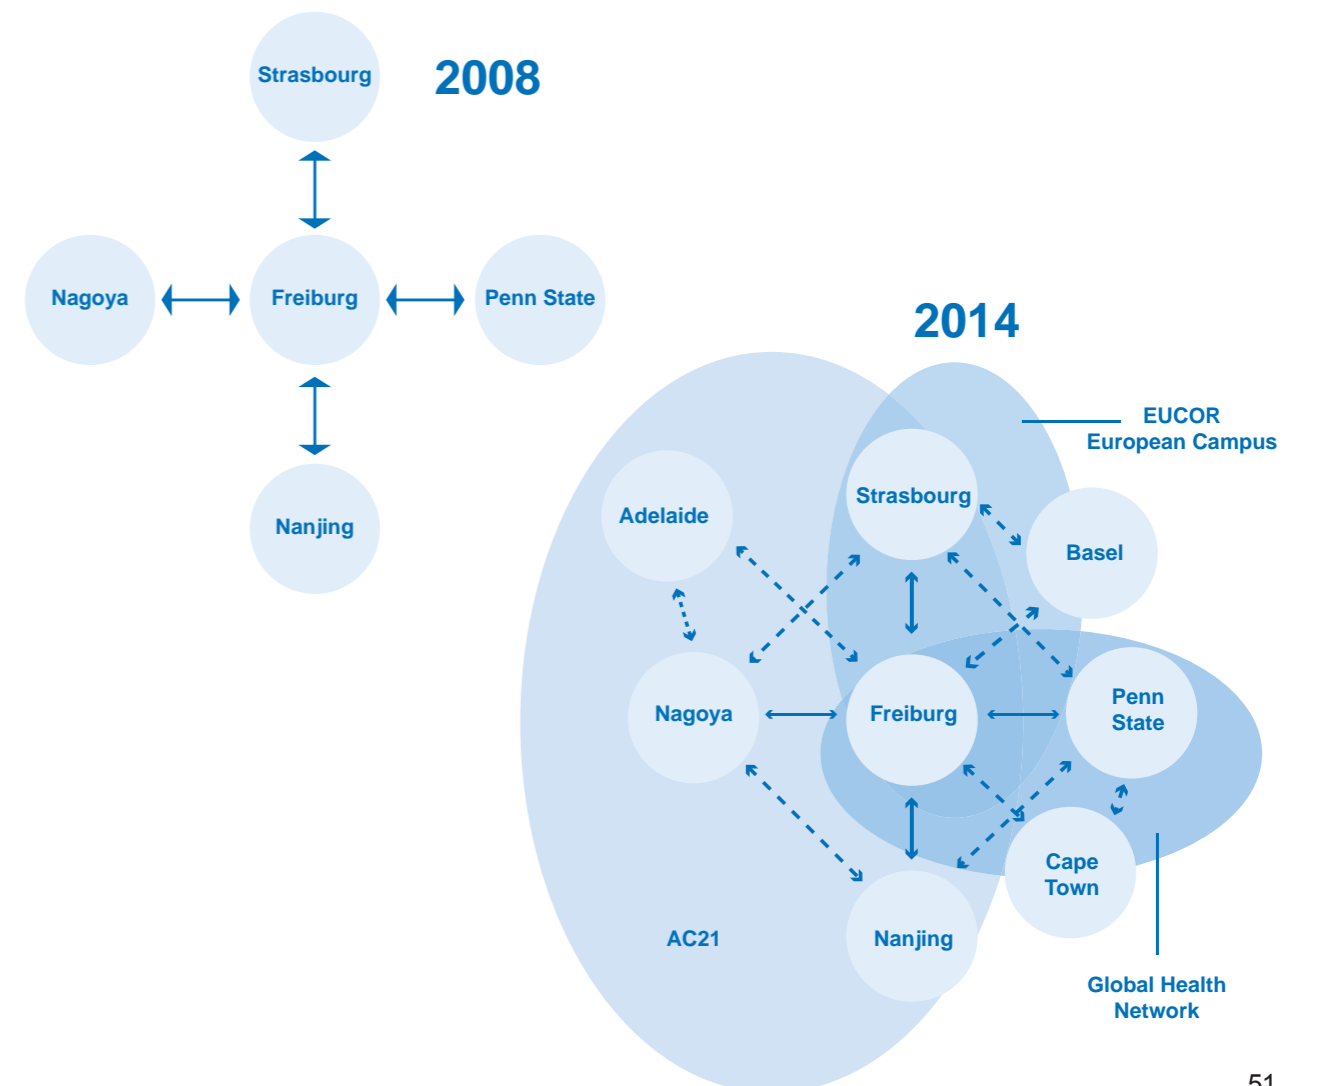 Strasbourg
2008
Nagoya
Freiburg
Penn State
Nanjing
2014
EUCOR
European Campus
Strasbourg
Adelaide
Basel
Nagoya
Freiburg
Penn
State
Cape
Town
AC21
Nanjing
Global Health
Network
51